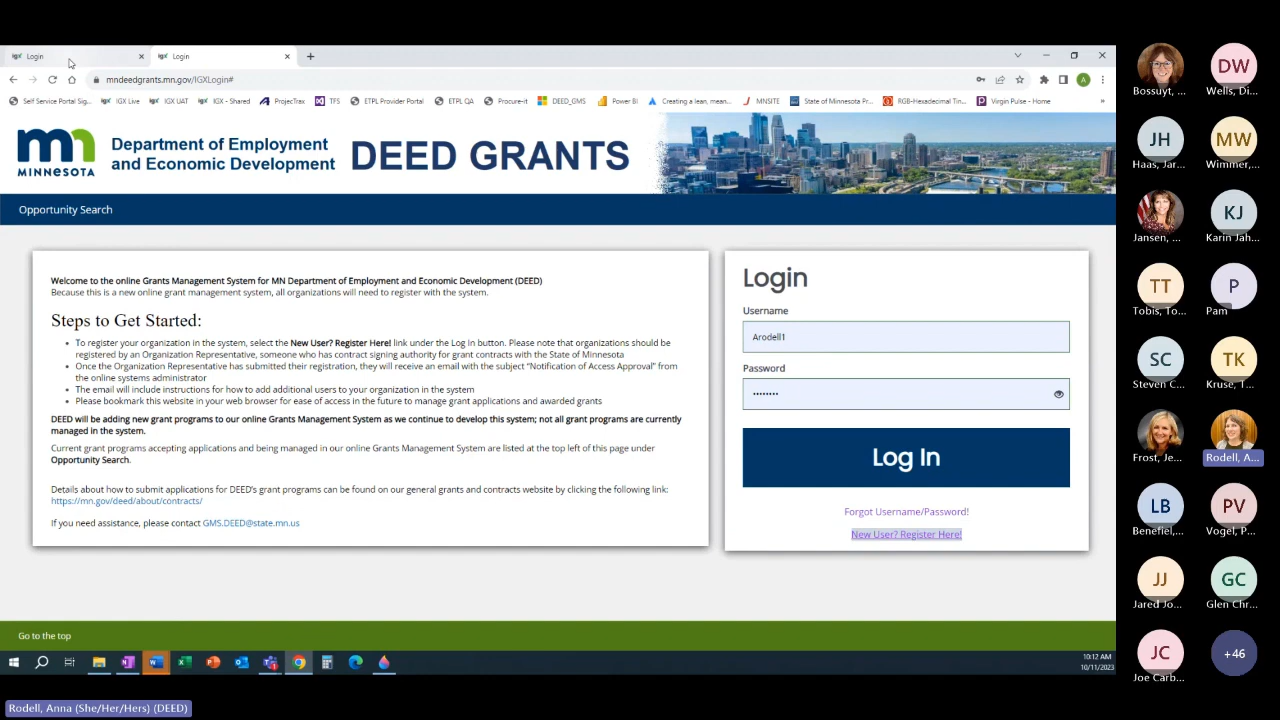 Login
Login
mndeedgrants.mn.gov/IGXLogin#
Self Service Portal Sig...
IGX Live
IGX UAT
IGX - Shared
ProjecTrax
TFS
ETPL Provider Portal
ETPL QA
Procure-it
DEED_GMS
Power BI
Creating a lean, mean...
MNSITE
State of Minnesota Pr...
RGB-Hexadecimal Tin...
Virgin Pulse - Home
Department of Employment
and Economic Development
DEED GRANTS
MINNESOTA
Opportunity Search
Welcome to the online Grants Management System for MN Department of Employment and Economic Development (DEED)
Because this is a new online grant management system, all organizations will need to register with the system.
Steps to Get Started:
To register your organization in the system, select the New User? Register Here! link under the Log In button. Please note that organizations should be
registered by an Organization Representative, someone who has contract signing authority for grant contracts with the State of Minnesota
Once the Organization Representative has submitted their registration, they will receive an email with the subject "Notification of Access Approval" from
the online systems administrator
The email will include instructions for how to add additional users to your organization in the system
Please bookmark this website in your web browser for ease of access in the future to manage grant applications and awarded grants
DEED will be adding new grant programs to our online Grants Management System as we continue to develop this system; not all grant programs are currently
managed in the system.
Current grant programs accepting applications and being managed in our online Grants Management System are listed at the top left of this page under
Opportunity Search.
Details about how to submit applications for DEED's grant programs can be found on our general grants and contracts website by clicking the following link:
https://mn.gov/deed/about/contracts/
If you need assistance, please contact GMS.DEED@state.mn.us
Login
Username
Arodell1
Password
••••••••
Log In
Forgot Username/Password!
New User? Register Here!
Go to the top
10:12 AM
10/11/2023
Rodell, Anna (She/Her/Hers) (DEED)
Bossuyt, ...
DW
Wells, Di...
JH
Haas, Jar...
MW
Wimmer,...
Jansen, ...
KJ
Karin Jah...
TT
Tobis, To...
P
Pam
SC
Steven C...
TK
Kruse, T...
Frost, Je...
Rodell, A...
LB
Benefiel,...
PV
Vogel, P...
JJ
Jared Jo...
GC
Glen Chr...
JC
Joe Carb...
+46